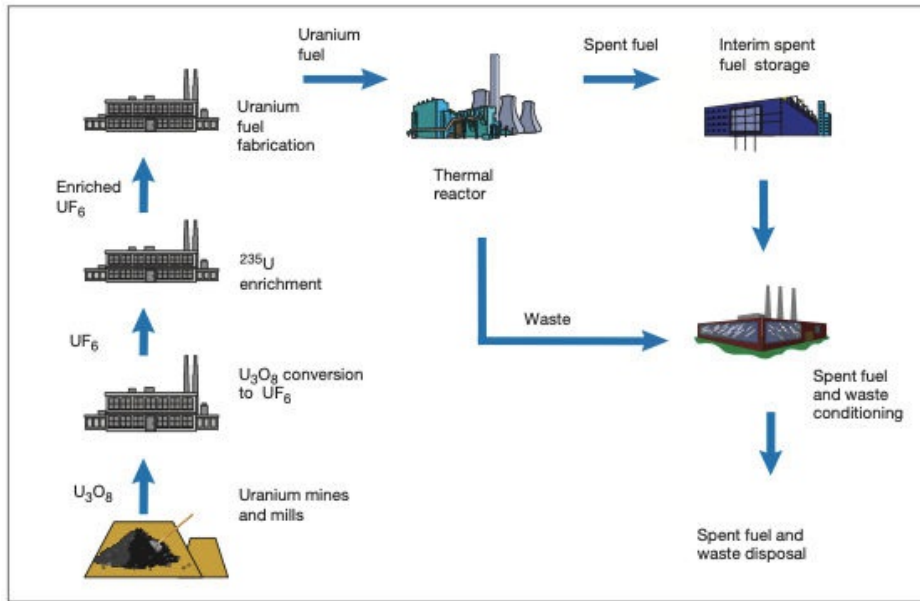 Uranium
fuel
Spent fuel
Interim spent
fuel storage
Uranium
fuel
fabrication
Thermal
reactor
Enriched
UF₆
²³⁵U
enrichment
Waste
UF₆
U₃O₈ conversion
to UF₆
Spent fuel
and waste
conditioning
U₃O₈
Uranium mines
and mills
Spent fuel and
waste disposal